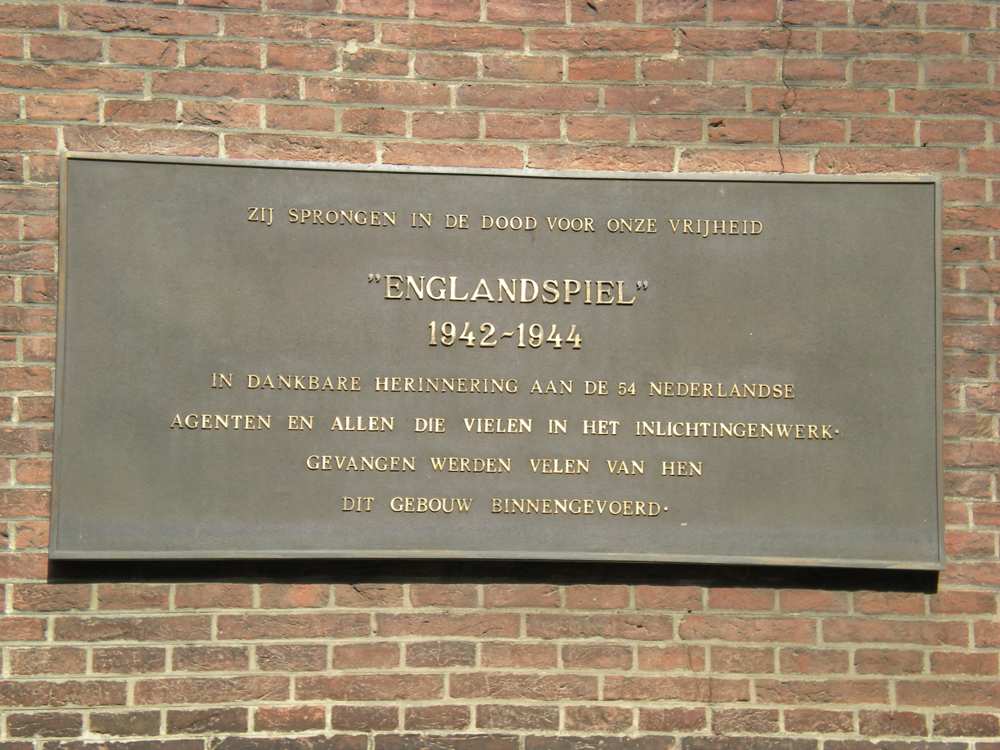 ZIJ SPRONGEN IN DE DOOD VOOR ONZE VRIJHEID
"ENGLANDSPIEL"
1942-1944
IN DANKBARE HERINNERING AAN DE 54 NEDERLANDSE
AGENTEN EN ALLEN DIE VIELEN IN HET INLICHTINGENWERK.
GEVANGEN WERDEN VELEN VAN HEN
DIT GEBOUW BINNENGEVOERD.